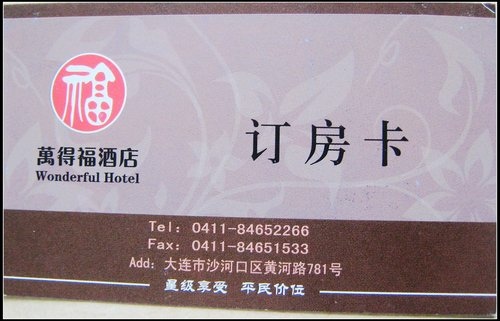 福
萬得福酒店
Wonderful Hotel
订房卡
Tel: 0411-84652266
Fax: 0411-84651533
Add: 大连市沙河口区黄河路781号
星级享受 平民价位